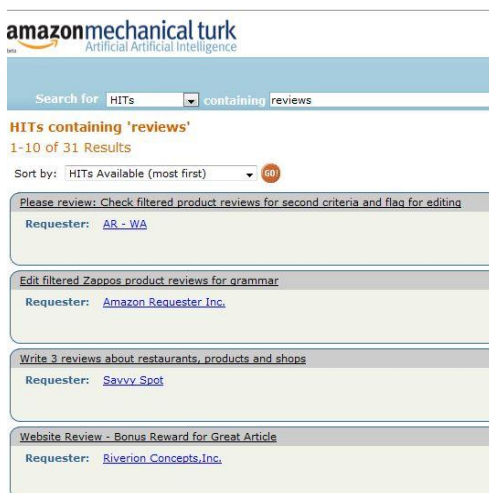 amazonmechanical turk
beta Artificial Artificial Intelligence
Search for HITs containing reviews
HITs containing 'reviews'
1-10 of 31 Results
Sort by: HITs Available (most first) GO!
Please review: Check filtered product reviews for second criteria and flag for editing
Requester: AR - WA
Edit filtered Zappos product reviews for grammar
Requester: Amazon Requester Inc.
Write 3 reviews about restaurants, products and shops
Requester: Savvy Spot
Website Review - Bonus Reward for Great Article
Requester: Riverion Concepts,Inc.